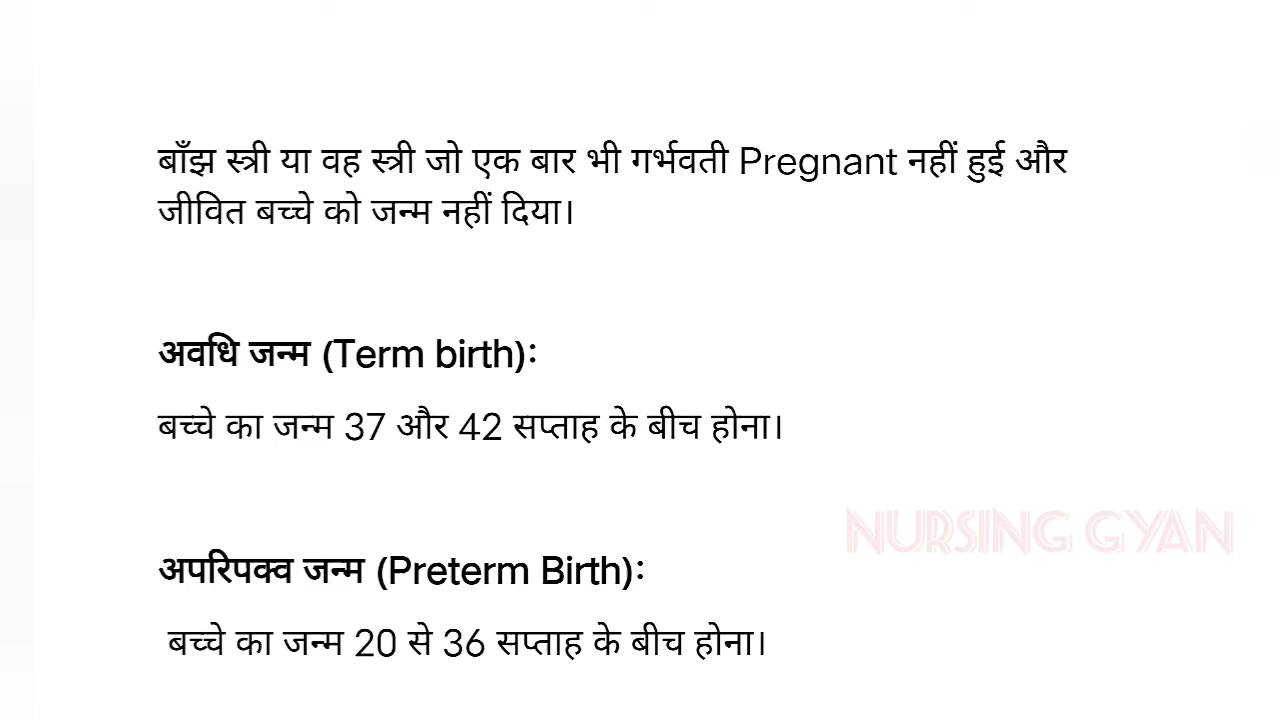 बाँझ स्त्री या वह स्त्री जो एक बार भी गर्भवती Pregnant नहीं हुई और
जीवित बच्चे को जन्म नहीं दिया।
अवधि जन्म (Term birth):
बच्चे का जन्म 37 और 42 सप्ताह के बीच होना।
NURSING GYAN
अपरिपक्व जन्म (Preterm Birth):
बच्चे का जन्म 20 से 36 सप्ताह के बीच होना।